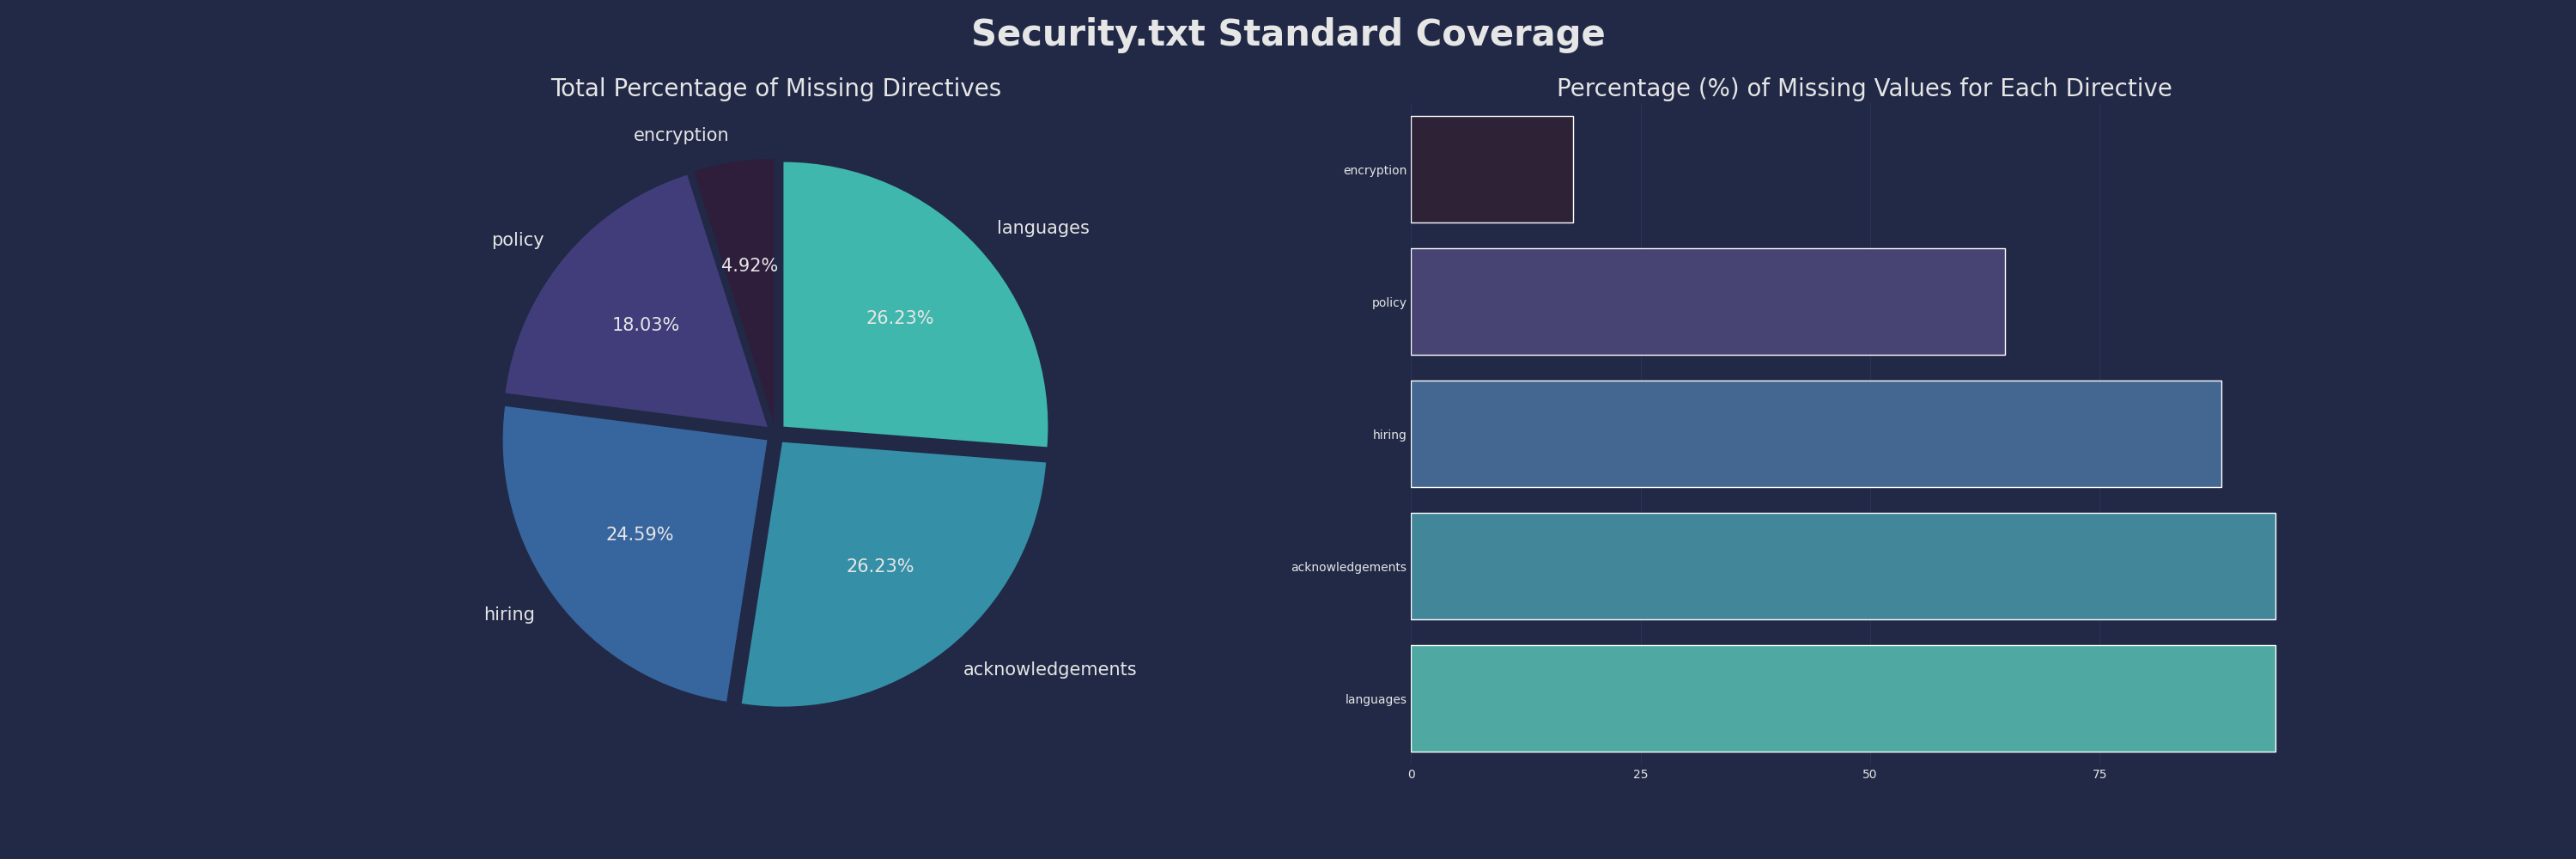 Security.txt Standard Coverage
Total Percentage of Missing Directives
encryption
policy
languages
4.92%
18.03%
26.23%
24.59%
26.23%
hiring
acknowledgements
Percentage (%) of Missing Values for Each Directive
encryption
policy
hiring
acknowledgements
languages
0 25 50 75